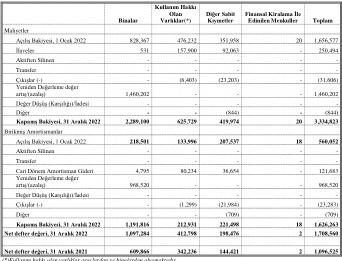 Binalar Kullanım Hakkı Olan Varlıklar(*) Diğer Sabit Kıymetler Finansal Kiralama İle Edinilen Menkuller Toplam
Maliyetler
Açılış Bakiyesi, 1 Ocak 2022 828,367 476,232 351,958 20 1,656,577
İlaveler 531 157,900 92,063 - 250,494
Aktiften Silinen - - - - -
Transfer - - - - -
Çıkışlar (-) - (8,403) (23,203) - (31,606)
Yeniden Değerleme değer
artış/(azalış) 1,460,202 - - - 1,460,202
Değer Düşüş (Karşılığı)/İadesi - - - - -
Diğer - - (844) - (844)
Kapanış Bakiyesi, 31 Aralık 2022 2,289,100 625,729 419,974 20 3,334,823
Birikmiş Amortismanlar
Açılış Bakiyesi, 1 Ocak 2022 218,501 133,996 207,537 18 560,052
Aktiften Silinen - - - - -
Transfer - - - - -
Cari Dönem Amortisman Gideri 4,795 80,234 36,654 - 121,683
Yeniden Değerleme değer
artış/(azalış) 968,520 - - - 968,520
Değer Düşüş (Karşılığı)/İadesi - - - - -
Çıkışlar (-) - (1,299) (21,984) - (23,283)
Diğer - - (709) - (709)
Kapanış Bakiyesi, 31 Aralık 2022 1,191,816 212,931 221,498 18 1,626,263
Net defter değeri, 31 Aralık 2022 1,097,284 412,798 198,476 2 1,708,560
Net defter değeri, 31 Aralık 2021 609,866 342,236 144,421 2 1,096,525
(*)Kullanım hakkı olan varlıklar araçlardan ve binalardan oluşmaktadır.